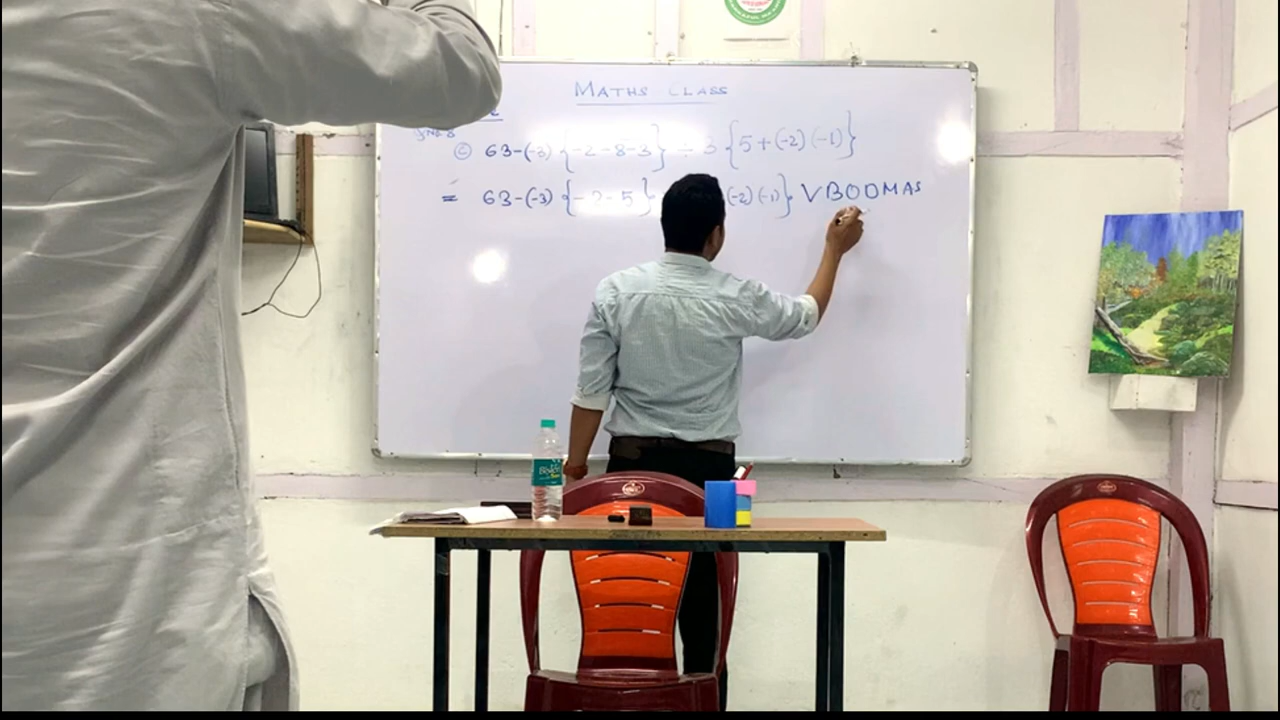 MATHS CLASS
© 63-(-3) {-2-8-3} ÷ 3 {5+(-2)(-1)}
= 63-(-3) {-2-5} (-2)(-1)} VBODMAS